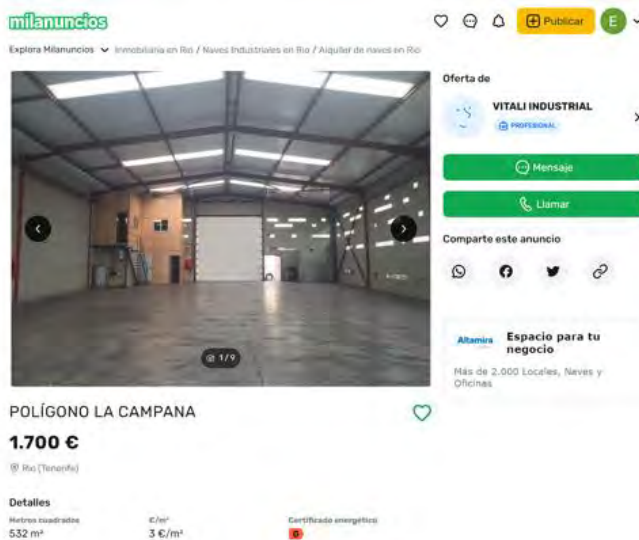 milanuncios
Publicar
E
Explora Milanuncios
Inmobiliaria en Rio / Naves Industriales en Rio / Alquiler de naves en Rio
Oferta de
VITALI INDUSTRIAL
PROFESIONAL
Mensaje
Llamar
Comparte este anuncio
1/9
Altamira
Espacio para tu
negocio
Más de 2.000 Locales, Naves y
Oficinas
POLÍGONO LA CAMPANA
1.700 €
Rio (Tenerife)
Detalles
Metros cuadrados
€/m²
Certificado energético
532 m²
3 €/m²